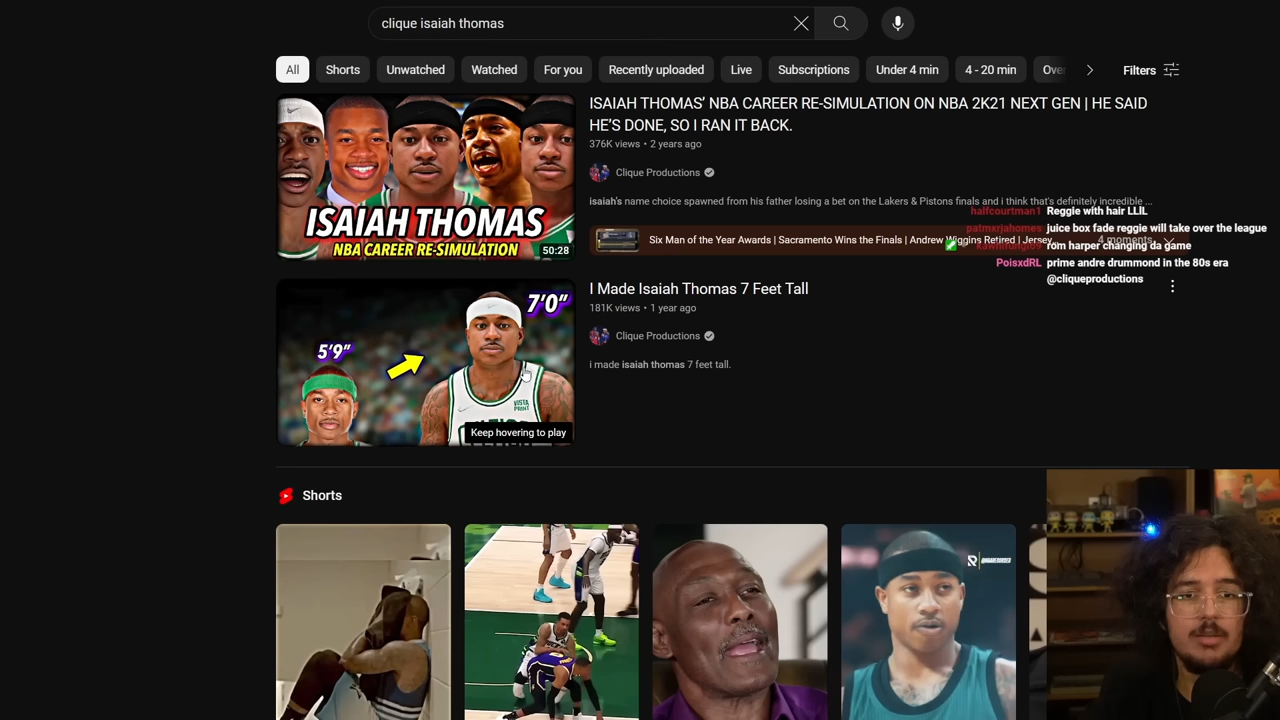 clique isaiah thomas
All
Shorts
Unwatched
Watched
For you
Recently uploaded
Live
Subscriptions
Under 4 min
4 - 20 min
Over
Filters
ISAIAH THOMAS
NBA CAREER RE-SIMULATION
50:28
ISAIAH THOMAS' NBA CAREER RE-SIMULATION ON NBA 2K21 NEXT GEN | HE SAID
HE'S DONE, SO I RAN IT BACK.
376K views • 2 years ago
Clique Productions
isaiah's name choice spawned from his father losing a bet on the Lakers & Pistons finals and i think that's definitely incredible ...
Six Man of the Year Awards | Sacramento Wins the Finals | Andrew Wiggins Retired | Jersey
4 moments
halfcourtman1 Reggie with hair LLIL
palmxrjahomes juice box fade reggie will take over the league
rom harper changing da game
PoisxdRL prime andre drummond in the 80s era
@cliqueproductions
5'9"
7'0"
VISTA
PRINT
Keep hovering to play
I Made Isaiah Thomas 7 Feet Tall
181K views • 1 year ago
Clique Productions
i made isaiah thomas 7 feet tall.
Shorts